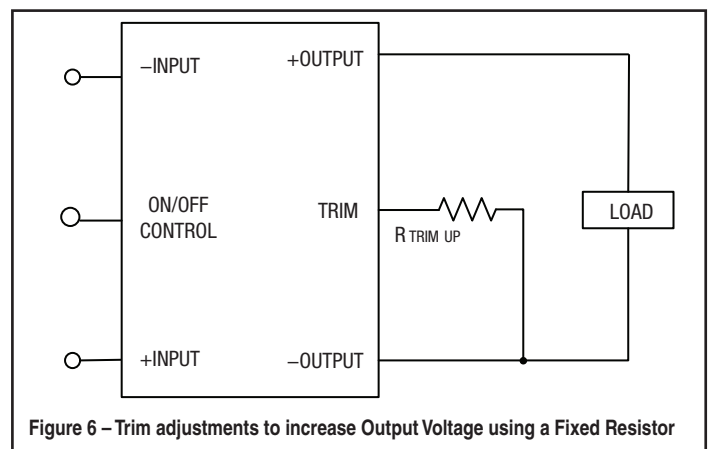 –INPUT
+OUTPUT
ON/OFF
CONTROL
TRIM
R TRIM UP
LOAD
+INPUT
–OUTPUT
Figure 6 – Trim adjustments to increase Output Voltage using a Fixed Resistor